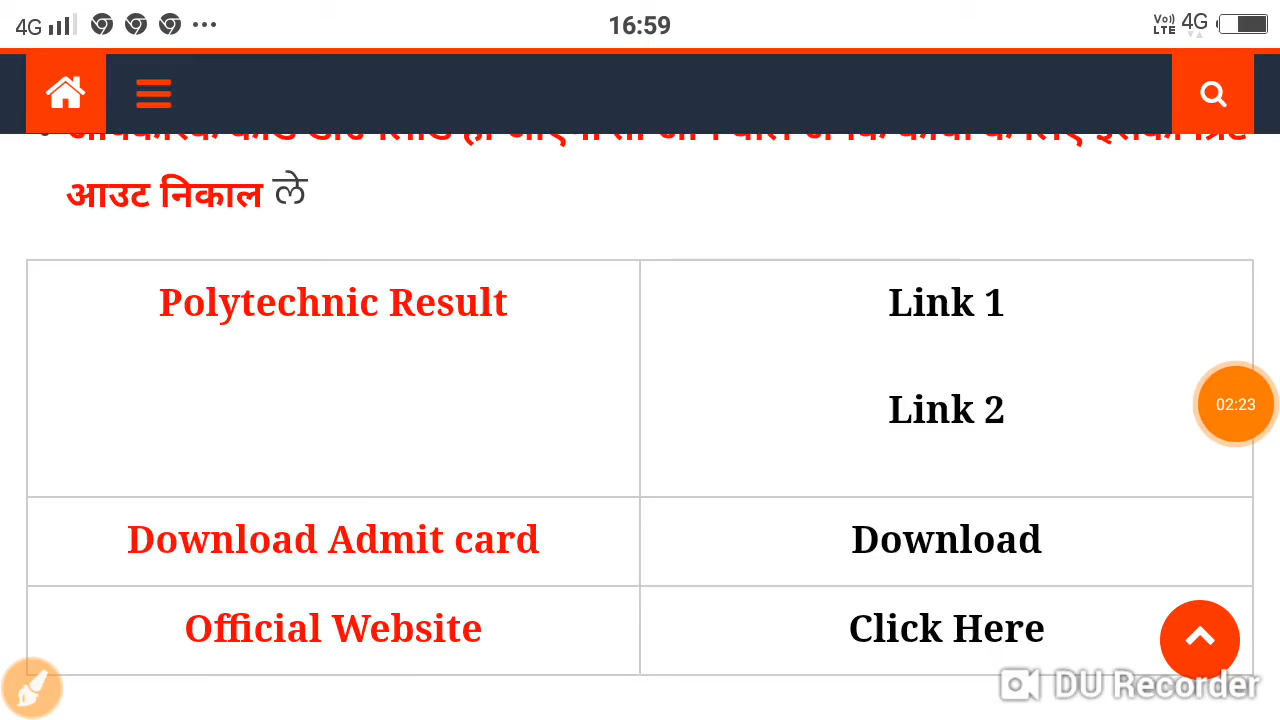 4G 16:59 Vo)) LTE 4G
आउट निकाल ले
Polytechnic Result Link 1
Link 2
02:23
Download Admit card Download
Official Website Click Here
DU Recorder